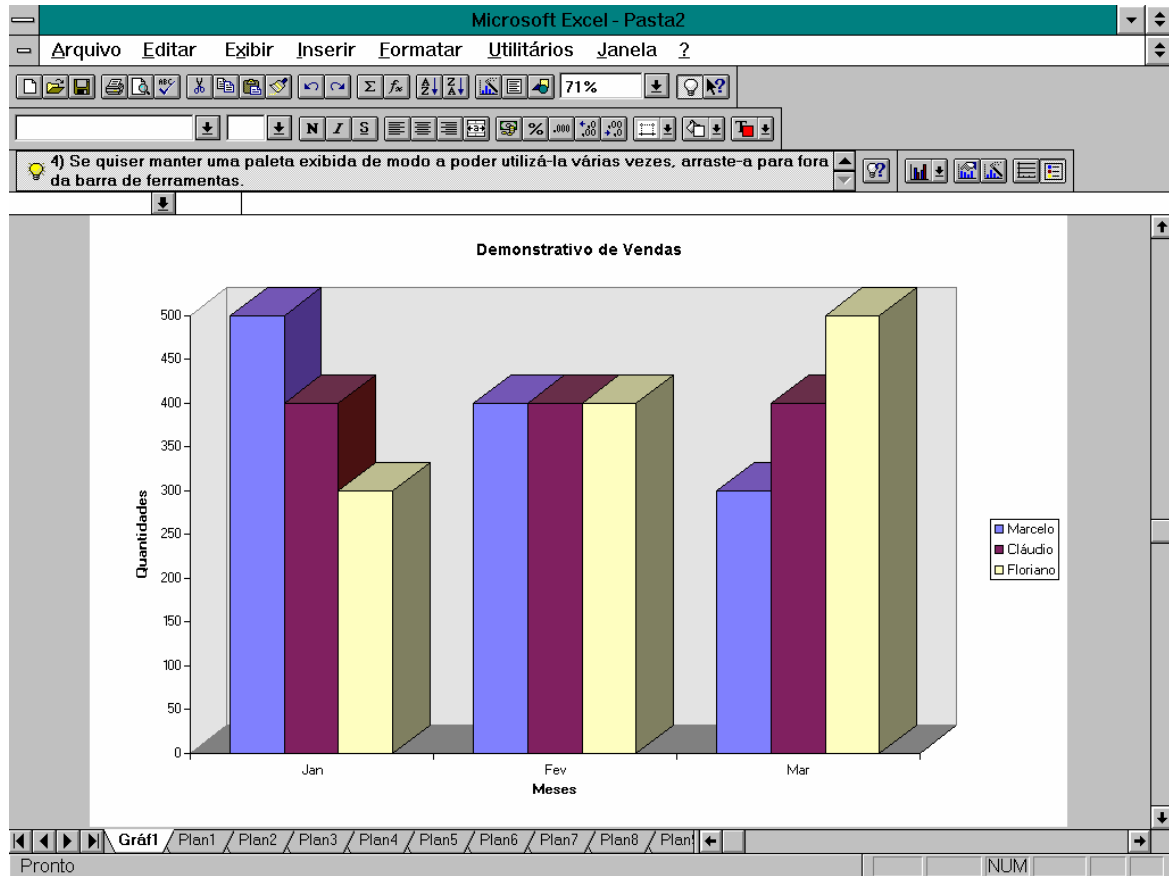 Microsoft Excel - Pasta2
Arquivo Editar Exibir Inserir Formatar Utilitários Janela ?
71%
N I S
4) Se quiser manter uma paleta exibida de modo a poder utilizá-la várias vezes, arraste-a para fora
da barra de ferramentas.
Demonstrativo de Vendas
500
450
400
350
300
250
200
150
100
50
0
Quantidades
Jan Fev Mar
Meses
Marcelo
Cláudio
Floriano
Gráf1 Plan1 Plan2 Plan3 Plan4 Plan5 Plan6 Plan7 Plan8
Pronto NUM